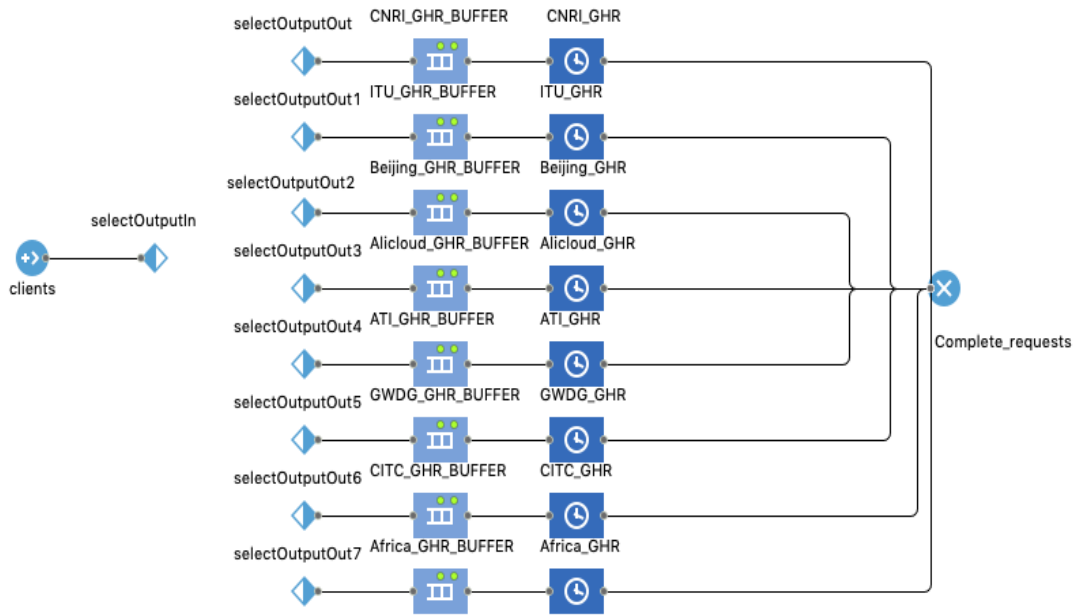 selectOutputOut CNRI_GHR_BUFFER CNRI_GHR
selectOutputOut1 ITU_GHR_BUFFER ITU_GHR
selectOutputOut2 Beijing_GHR_BUFFER Beijing_GHR
selectOutputIn
selectOutputOut3 Alicloud_GHR_BUFFER Alicloud_GHR
clients
selectOutputOut4 ATI_GHR_BUFFER ATI_GHR
Complete_requests
selectOutputOut5 GWDG_GHR_BUFFER GWDG_GHR
selectOutputOut6 CITC_GHR_BUFFER CITC_GHR
selectOutputOut7 Africa_GHR_BUFFER Africa_GHR